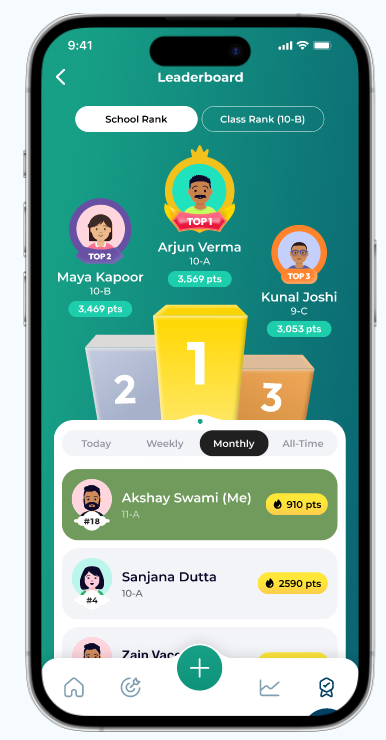 9:41
Leaderboard
School Rank
Class Rank (10-B)
TOP 1
Arjun Verma
10-A
3,569 pts
TOP 2
Maya Kapoor
10-B
3,469 pts
TOP 3
Kunal Joshi
9-C
3,053 pts
1
2
3
Today
Weekly
Monthly
All-Time
#18
Akshay Swami (Me)
11-A
910 pts
#4
Sanjana Dutta
10-A
2590 pts
Zain